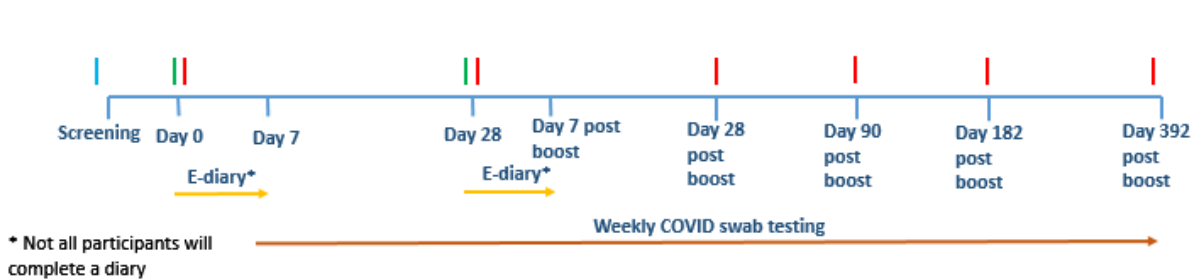 Screening
Day 0
Day 7
Day 28
Day 7 post
boost
Day 28
post
boost
Day 90
post
boost
Day 182
post
boost
Day 392
post
boost
E-diary*
E-diary*
Weekly COVID swab testing
* Not all participants will
complete a diary